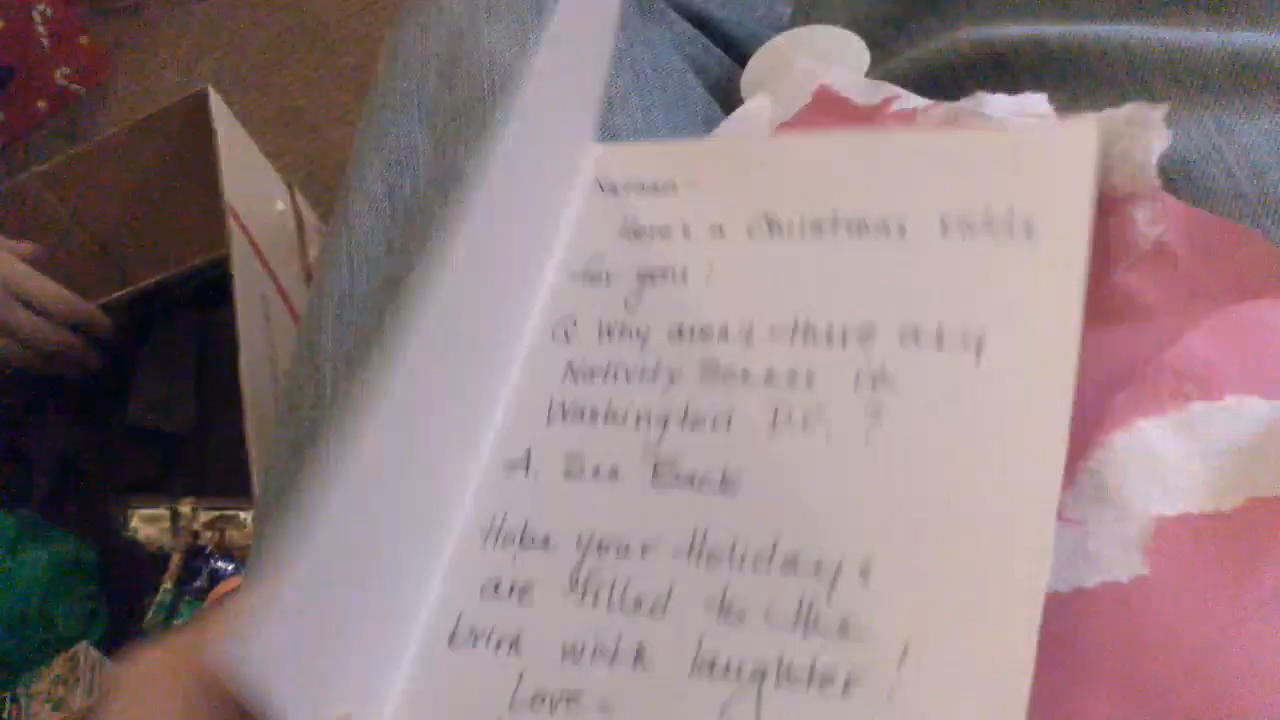 Here's a Christmas riddle
for you!
Q Why aren't there any
Nativity Scenes in
Washington D.C. ?
A. See Back
Hope your Holidays
are filled to the
brim with laughter!
Love -